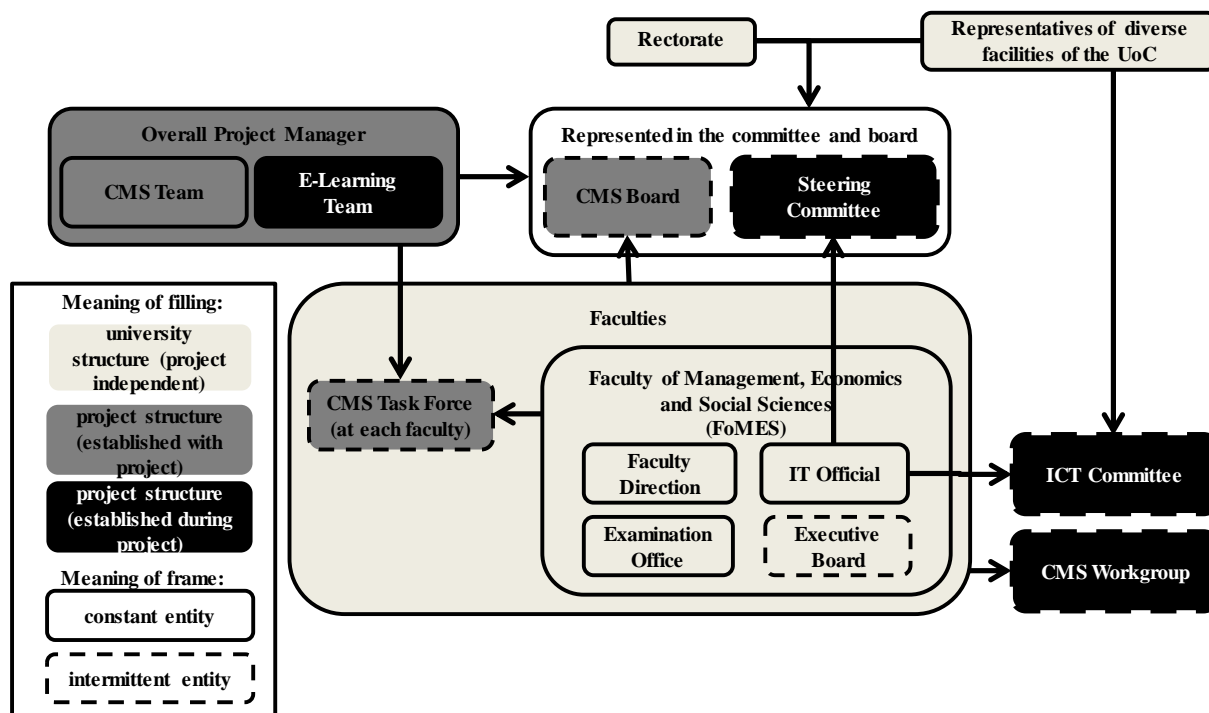 Rectorate
Representatives of diverse
facilities of the UoC
Overall Project Manager
CMS Team
E-Learning
Team
Represented in the committee and board
CMS Board
Steering
Committee
Meaning of filling:
university
structure (project
independent)
project structure
(established with
project)
project structure
(established during
project)
Meaning of frame:
constant entity
intermittent entity
Faculties
CMS Task Force
(at each faculty)
Faculty of Management, Economics
and Social Sciences
(FoMES)
Faculty
Direction
IT Official
Examination
Office
Executive
Board
ICT Committee
CMS Workgroup